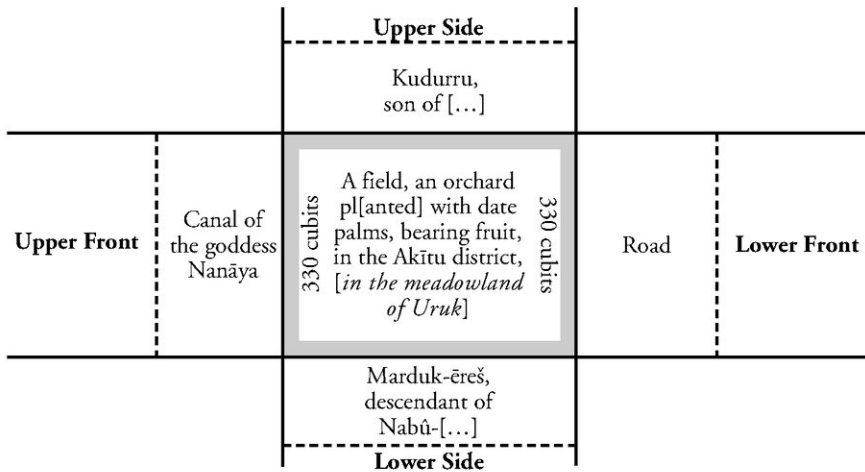 Upper Side
Kudurru,
son of […]
Upper Front
Canal of
the goddess
Nanāya
330 cubits
A field, an orchard
pl[anted] with date
palms, bearing fruit,
in the Akītu district,
[in the meadowland
of Uruk]
330 cubits
Road
Lower Front
Marduk-ēreš,
descendant of
Nabû-[…]
Lower Side